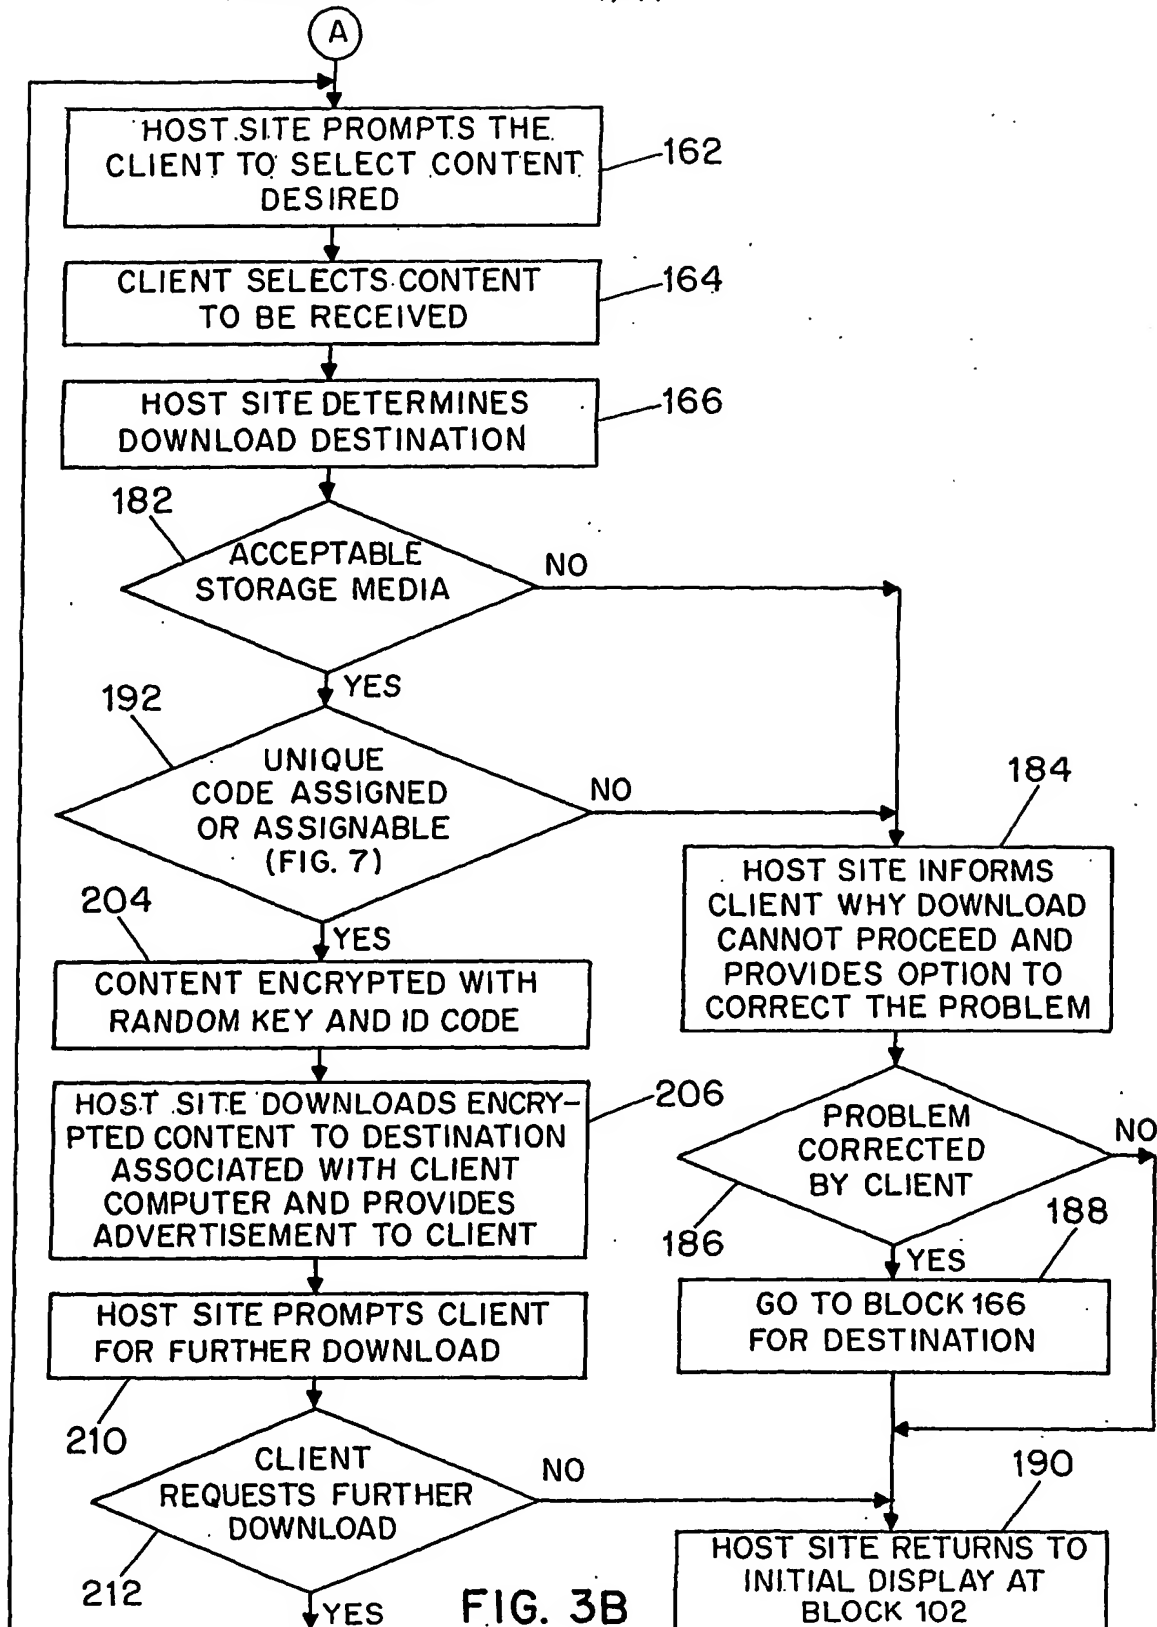 A
HOST SITE PROMPTS THE
CLIENT TO SELECT CONTENT
DESIRED
162
CLIENT SELECTS CONTENT
TO BE RECEIVED
164
HOST SITE DETERMINES
DOWNLOAD DESTINATION
166
182
ACCEPTABLE
STORAGE MEDIA
NO
YES
192
UNIQUE
CODE ASSIGNED
OR ASSIGNABLE
(FIG. 7)
NO
YES
184
HOST SITE INFORMS
CLIENT WHY DOWNLOAD
CANNOT PROCEED AND
PROVIDES OPTION TO
CORRECT THE PROBLEM
204
CONTENT ENCRYPTED WITH
RANDOM KEY AND ID CODE
HOST SITE DOWNLOADS ENCRY-
PTED CONTENT TO DESTINATION
ASSOCIATED WITH CLIENT
COMPUTER AND PROVIDES
ADVERTISEMENT TO CLIENT
206
PROBLEM
CORRECTED
BY CLIENT
NO
186
YES
188
GO TO BLOCK 166
FOR DESTINATION
HOST SITE PROMPTS CLIENT
FOR FURTHER DOWNLOAD
210
CLIENT
REQUESTS FURTHER
DOWNLOAD
NO
212
YES
190
HOST SITE RETURNS TO
INITIAL DISPLAY AT
BLOCK 102
FIG. 3B